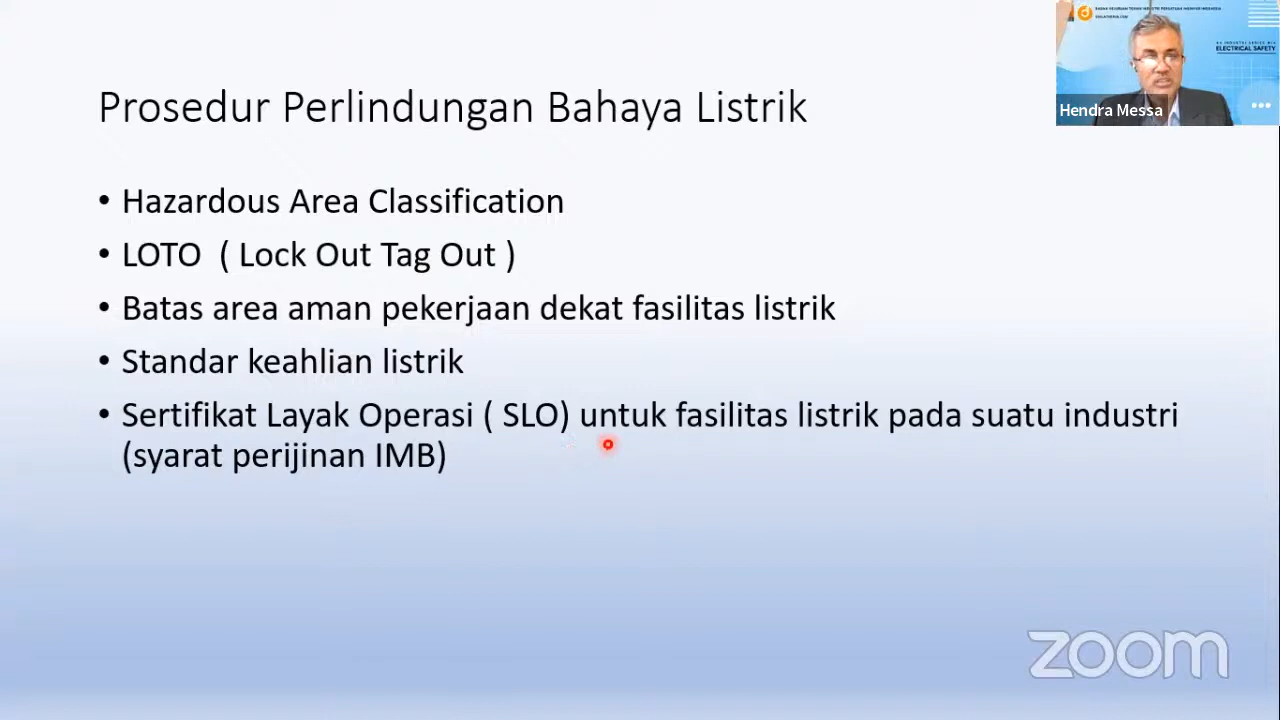 Prosedur Perlindungan Bahaya Listrik
• Hazardous Area Classification
• LOTO ( Lock Out Tag Out )
• Batas area aman pekerjaan dekat fasilitas listrik
• Standar keahlian listrik
• Sertifikat Layak Operasi ( SLO) untuk fasilitas listrik pada suatu industri
(syarat perijinan IMB)
ELECTRICAL SAFETY
Hendra Messa
zoom